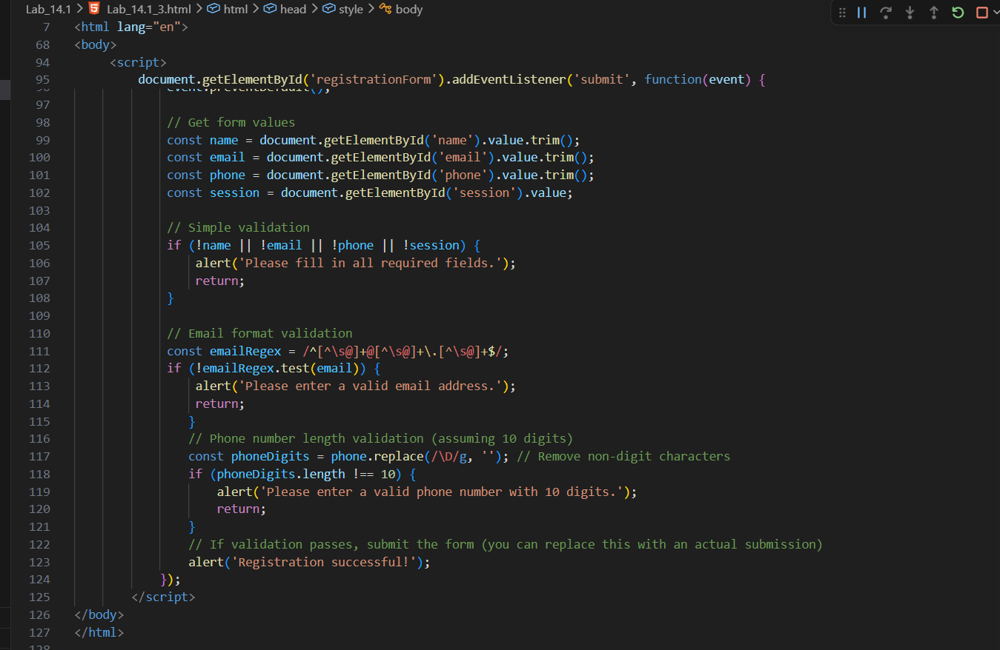 Lab_14.1 > Lab_14.1_3.html > html > head > style > body
7 <html lang="en">
68 <body>
94 <script>
95 document.getElementById('registrationForm').addEventListener('submit', function(event) {
96 event.preventDefault();
97
98 // Get form values
99 const name = document.getElementById('name').value.trim();
100 const email = document.getElementById('email').value.trim();
101 const phone = document.getElementById('phone').value.trim();
102 const session = document.getElementById('session').value;
103
104 // Simple validation
105 if (!name || !email || !phone || !session) {
106 alert('Please fill in all required fields.');
107 return;
108 }
109
110 // Email format validation
111 const emailRegex = /^[^\s@]+@[^\s@]+\.[^\s@]+$/;
112 if (!emailRegex.test(email)) {
113 alert('Please enter a valid email address.');
114 return;
115 }
116 // Phone number length validation (assuming 10 digits)
117 const phoneDigits = phone.replace(/\D/g, ''); // Remove non-digit characters
118 if (phoneDigits.length !== 10) {
119 alert('Please enter a valid phone number with 10 digits.');
120 return;
121 }
122 // If validation passes, submit the form (you can replace this with an actual submission)
123 alert('Registration successful!');
124 });
125 </script>
126 </body>
127 </html>
128